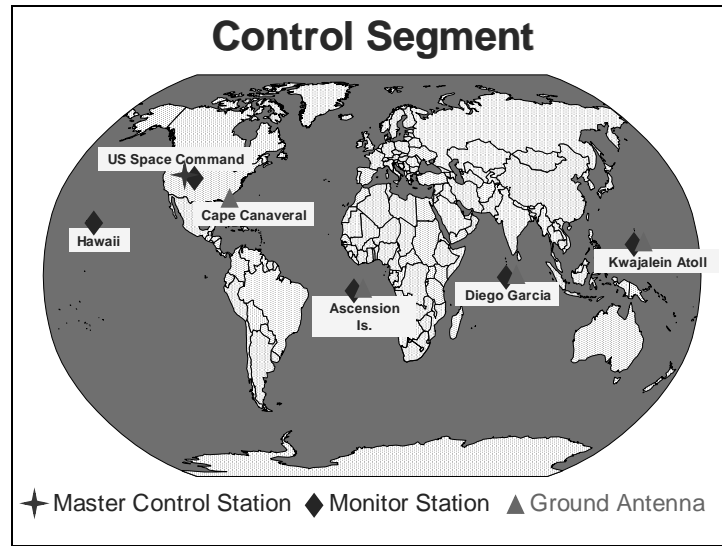 Control Segment
US Space Command
Cape Canaveral
Hawaii
Kwajalein Atoll
Diego Garcia
Ascension
Is.
Master Control Station Monitor Station Ground Antenna